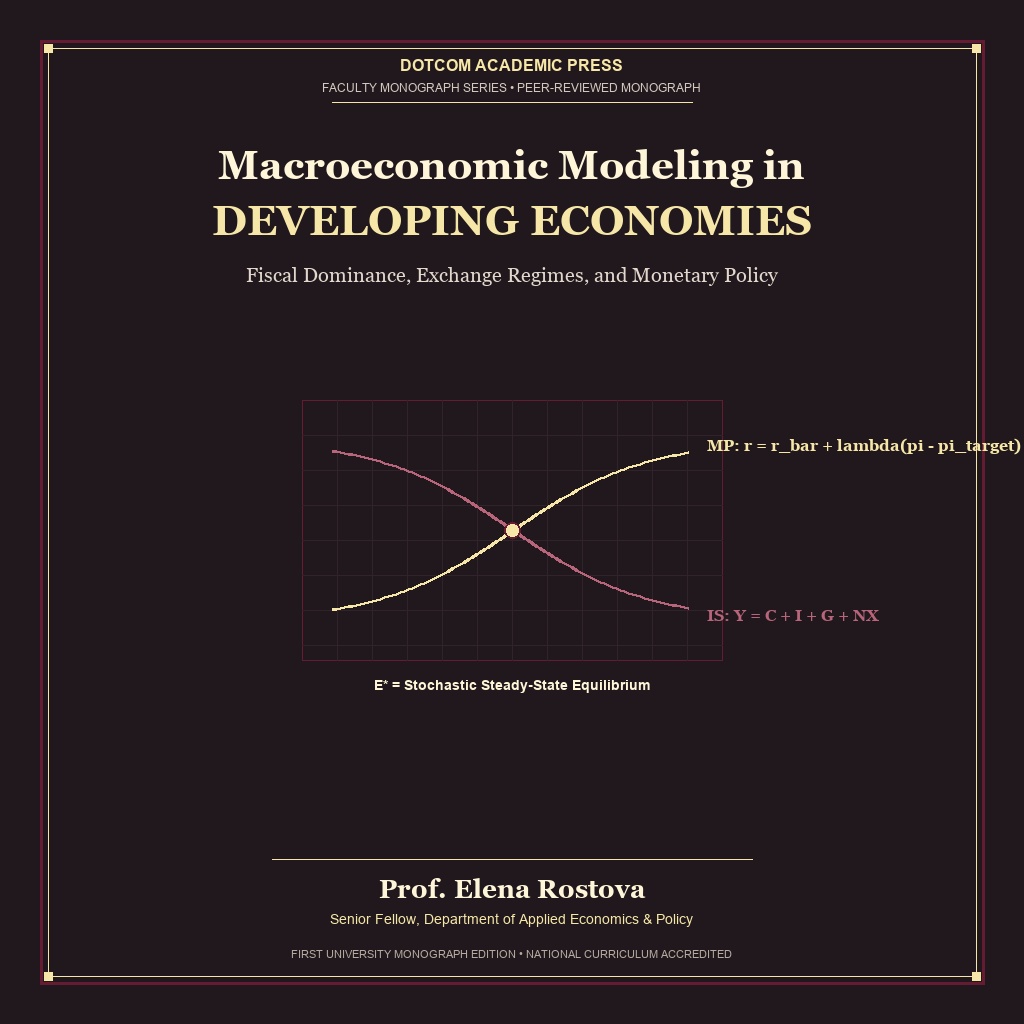 DOTCOM ACADEMIC PRESS
FACULTY MONOGRAPH SERIES • PEER-REVIEWED MONOGRAPH
Macroeconomic Modeling in
DEVELOPING ECONOMIES
Fiscal Dominance, Exchange Regimes, and Monetary Policy
MP: r = r_bar + lambda(pi - pi_target)
IS: Y = C + I + G + NX
E* = Stochastic Steady-State Equilibrium
Prof. Elena Rostova
Senior Fellow, Department of Applied Economics & Policy
FIRST UNIVERSITY MONOGRAPH EDITION • NATIONAL CURRICULUM ACCREDITED